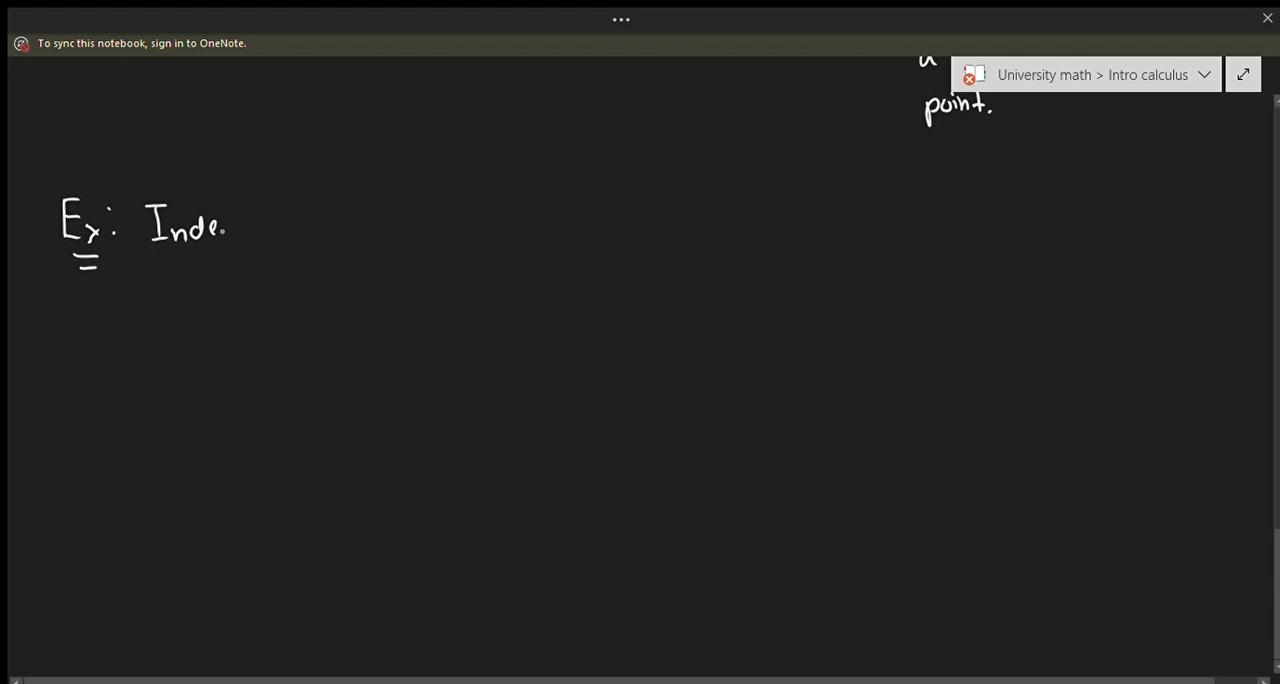 To sync this notebook, sign in to OneNote.
University math > Intro calculus
point.
Ex: Inde